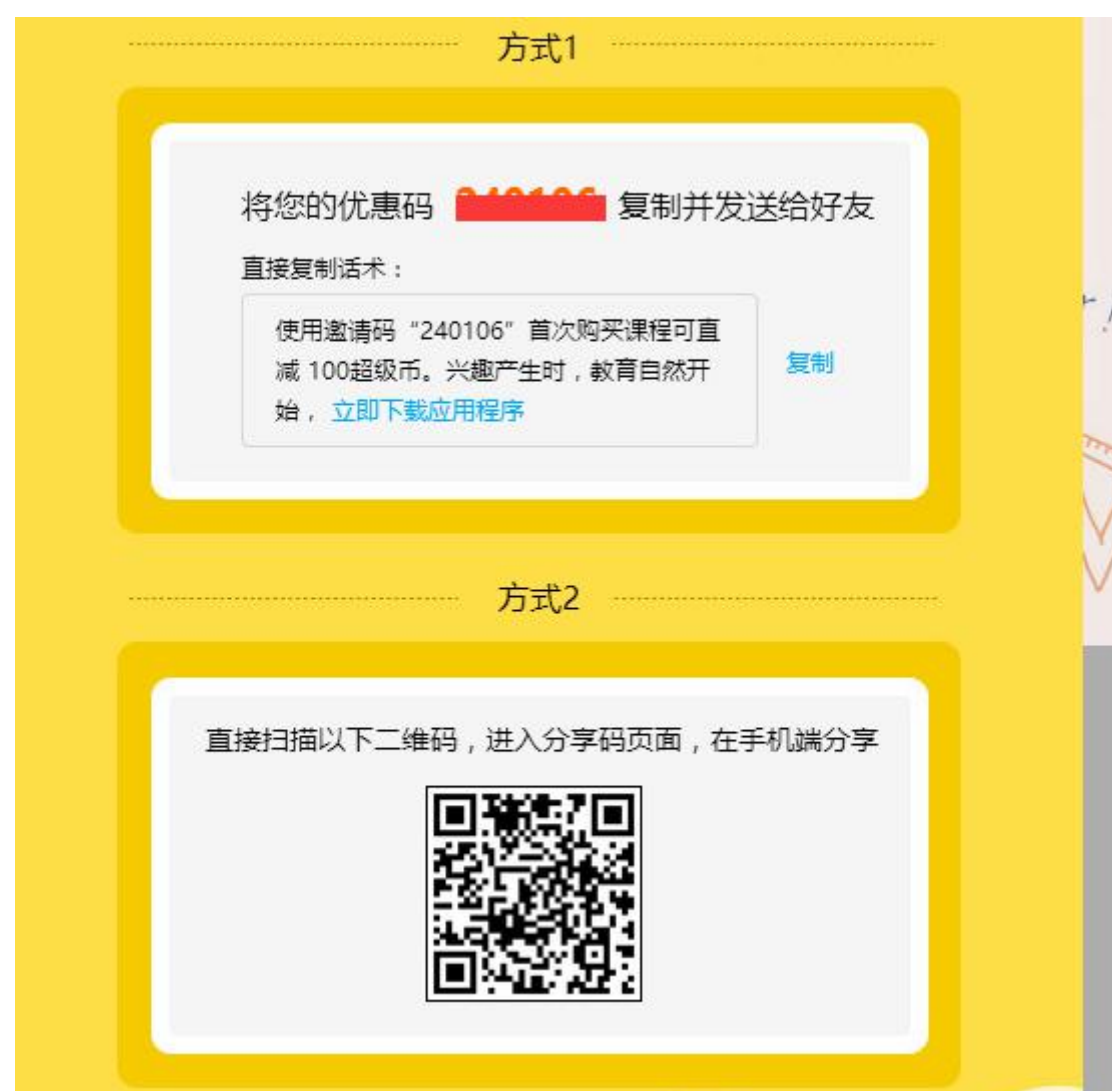 方式1
将您的优惠码 240106 复制并发送给好友
直接复制话术：
使用邀请码“240106”首次购买课程可直
减 100超级币。兴趣产生时，教育自然开
始，立即下载应用程序
复制
方式2
直接扫描以下二维码，进入分享码页面，在手机端分享